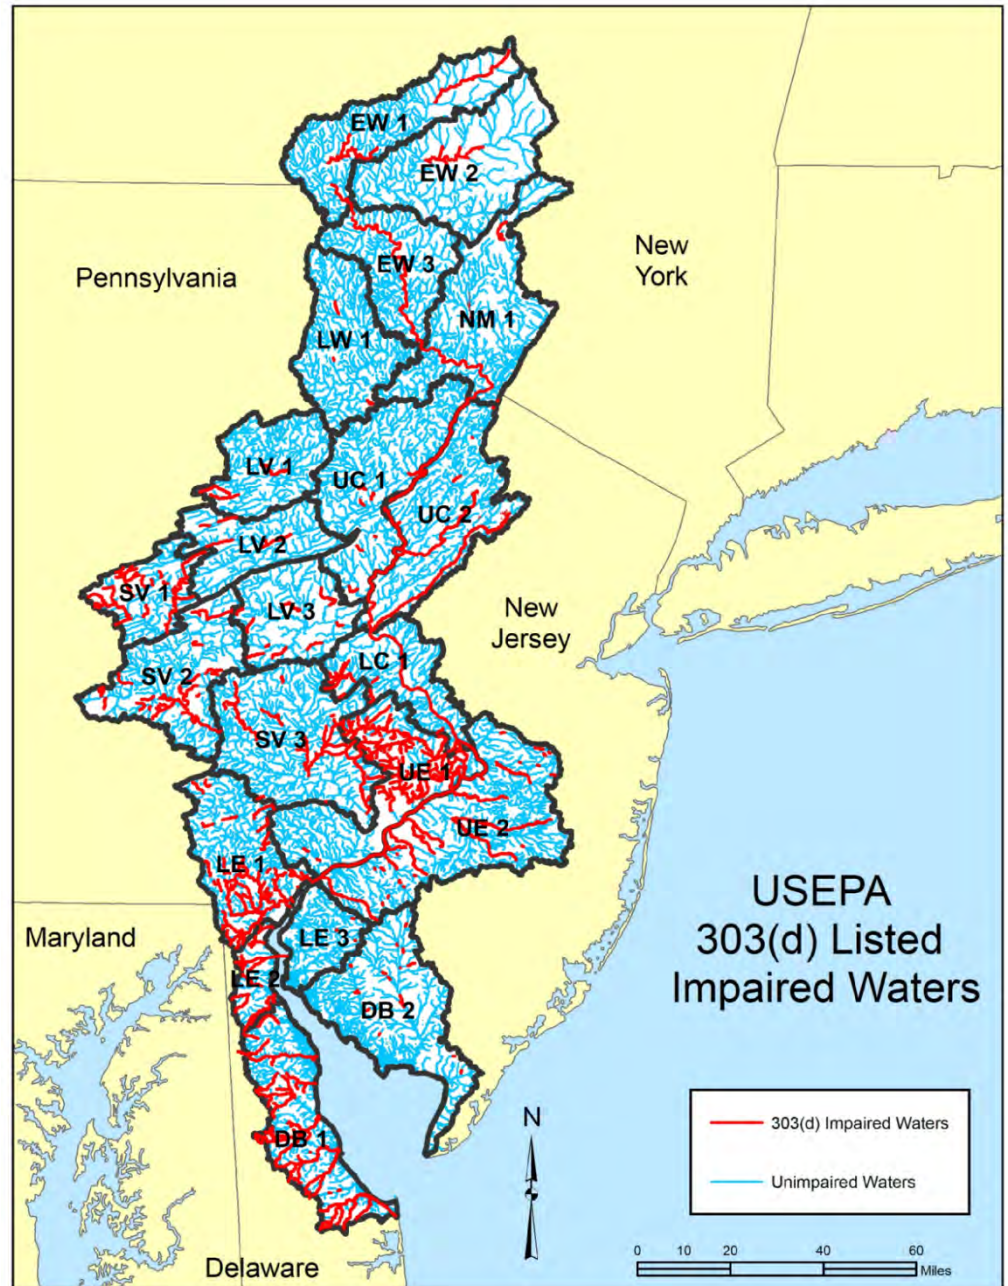 EW 1
EW 2
New
York
Pennsylvania
EW 3
NM 1
LW 1
LV 1
UC 1
UC 2
LV 2
SV 1
LV 3
New
Jersey
LC 1
SV 2
SV 3
UE 1
UE 2
LE 1
USEPA
303(d) Listed
Impaired Waters
Maryland
LE 3
LE 2
DB 2
303(d) Impaired Waters
Unimpaired Waters
N
DB 1
Delaware
0 10 20 40 60
Miles